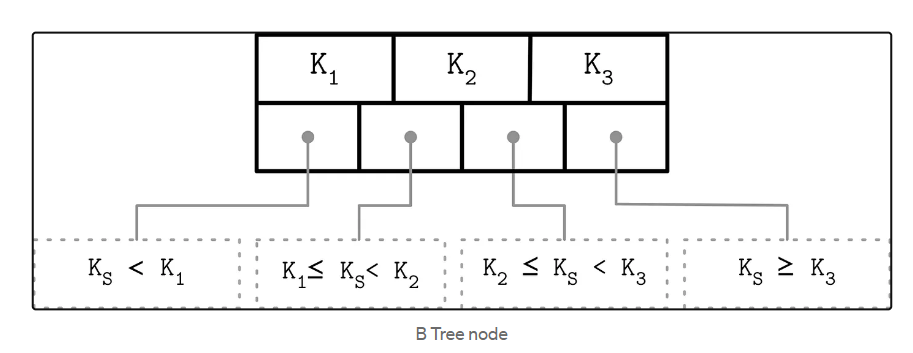 K₁ K₂ K₃
Kₛ < K₁ K₁≤ Kₛ< K₂ K₂ ≤ Kₛ < K₃ Kₛ ≥ K₃
B Tree node